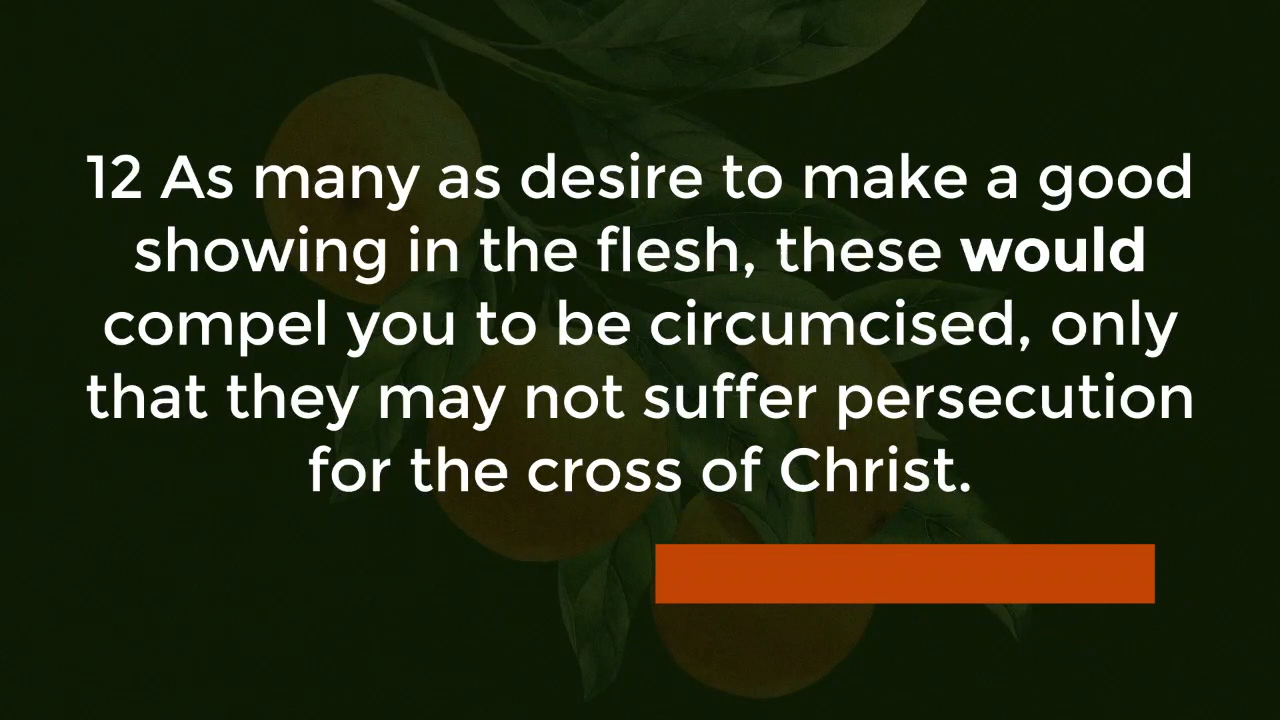 12 As many as desire to make a good
showing in the flesh, these would
compel you to be circumcised, only
that they may not suffer persecution
for the cross of Christ.